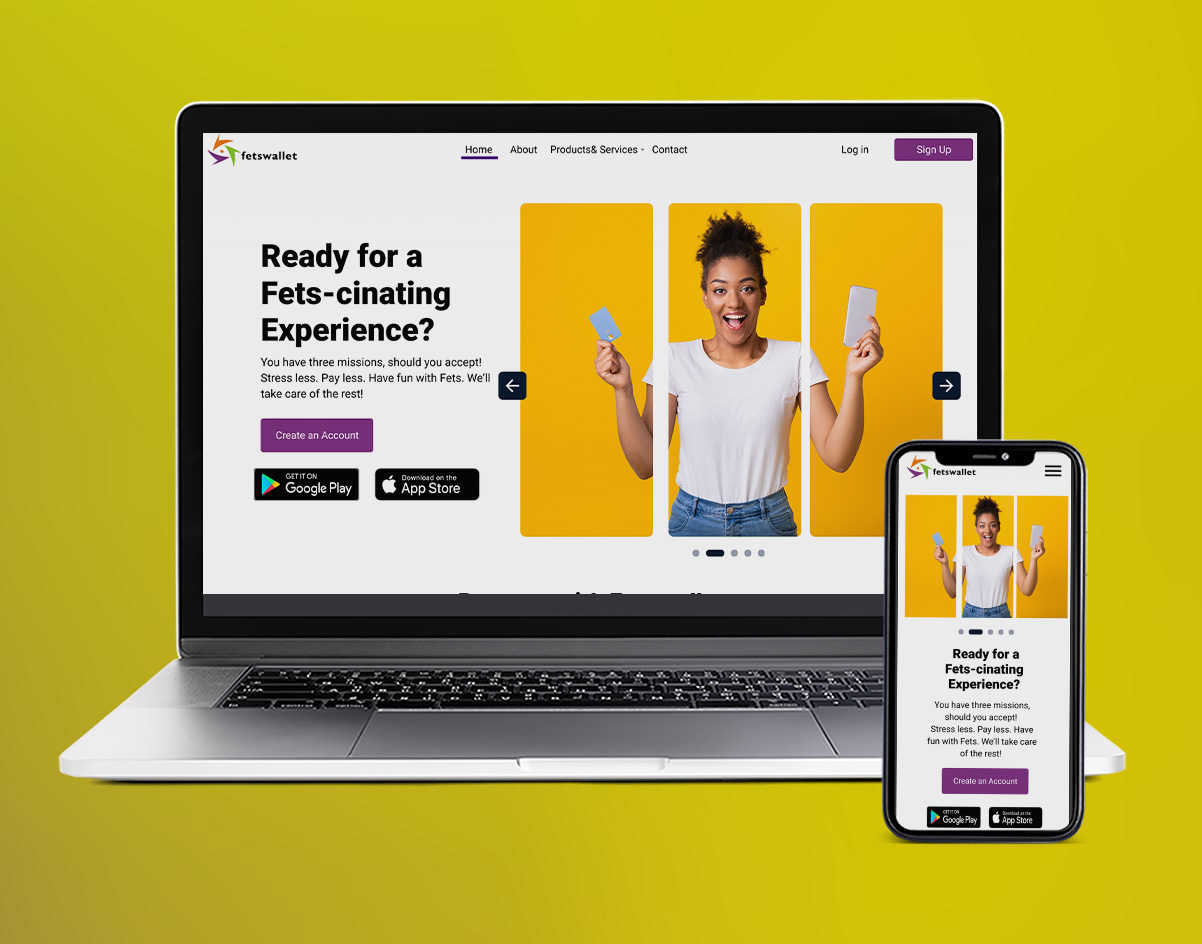 fetswallet
Home About Products& Services Contact
Log in
Sign Up
Ready for a
Fets-cinating
Experience?
You have three missions, should you accept!
Stress less. Pay less. Have fun with Fets. We'll
take care of the rest!
Create an Account
GET IT ON
Google Play
Download on the
App Store
fetswallet
Ready for a
Fets-cinating
Experience?
You have three missions,
should you accept!
Stress less. Pay less. Have
fun with Fets. We'll take care
of the rest!
Create an Account
GET IT ON
Google Play
Download on the
App Store